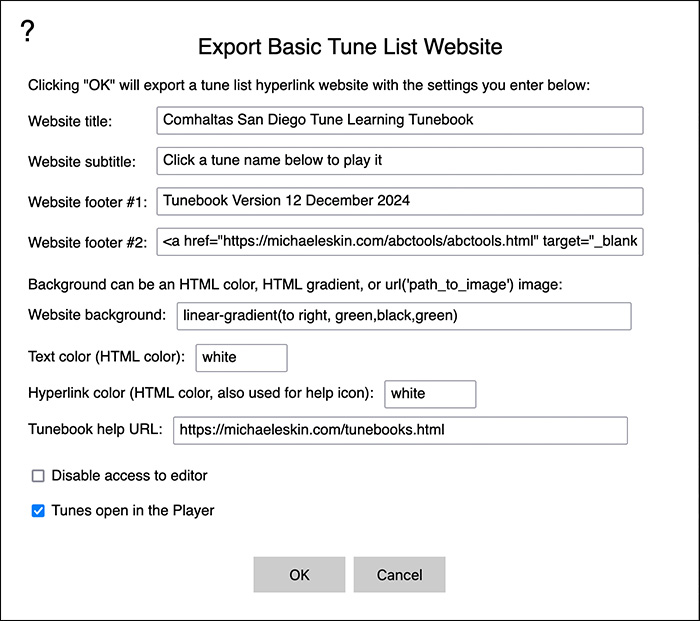 ?
Export Basic Tune List Website
Clicking "OK" will export a tune list hyperlink website with the settings you enter below:
Website title: Comhaltas San Diego Tune Learning Tunebook
Website subtitle: Click a tune name below to play it
Website footer #1: Tunebook Version 12 December 2024
Website footer #2: <a href="https://michaeleskin.com/abctools/abctools.html" target="_blank
Background can be an HTML color, HTML gradient, or url('path_to_image') image:
Website background: linear-gradient(to right, green,black,green)
Text color (HTML color): white
Hyperlink color (HTML color, also used for help icon): white
Tunebook help URL: https://michaeleskin.com/tunebooks.html
Disable access to editor
Tunes open in the Player
OK Cancel